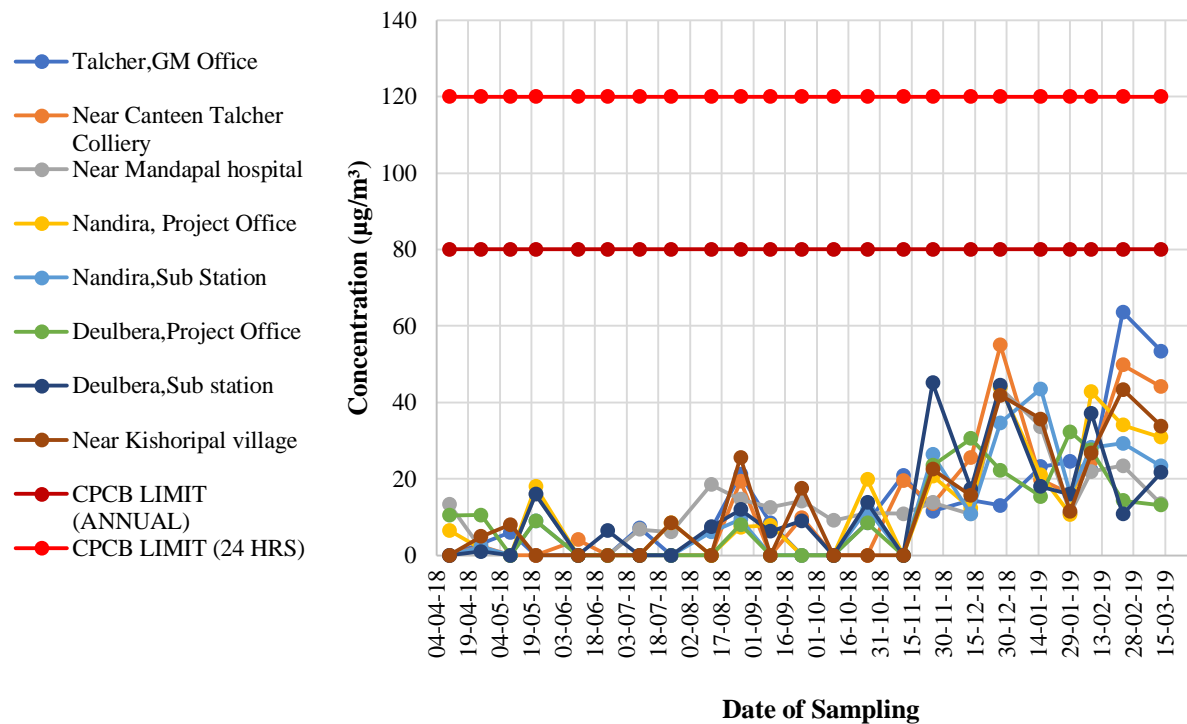 Talcher,GM Office
Near Canteen Talcher
Colliery
Near Mandapal hospital
Nandira, Project Office
Nandira,Sub Station
Deulbera,Project Office
Deulbera,Sub station
Near Kishoripal village
CPCB LIMIT
(ANNUAL)
CPCB LIMIT (24 HRS)
Concentration (µg/m³)
140
120
100
80
60
40
20
0
04-04-18
19-04-18
04-05-18
19-05-18
03-06-18
18-06-18
03-07-18
18-07-18
02-08-18
17-08-18
01-09-18
16-09-18
01-10-18
16-10-18
31-10-18
15-11-18
30-11-18
15-12-18
30-12-18
14-01-19
29-01-19
13-02-19
28-02-19
15-03-19
Date of Sampling